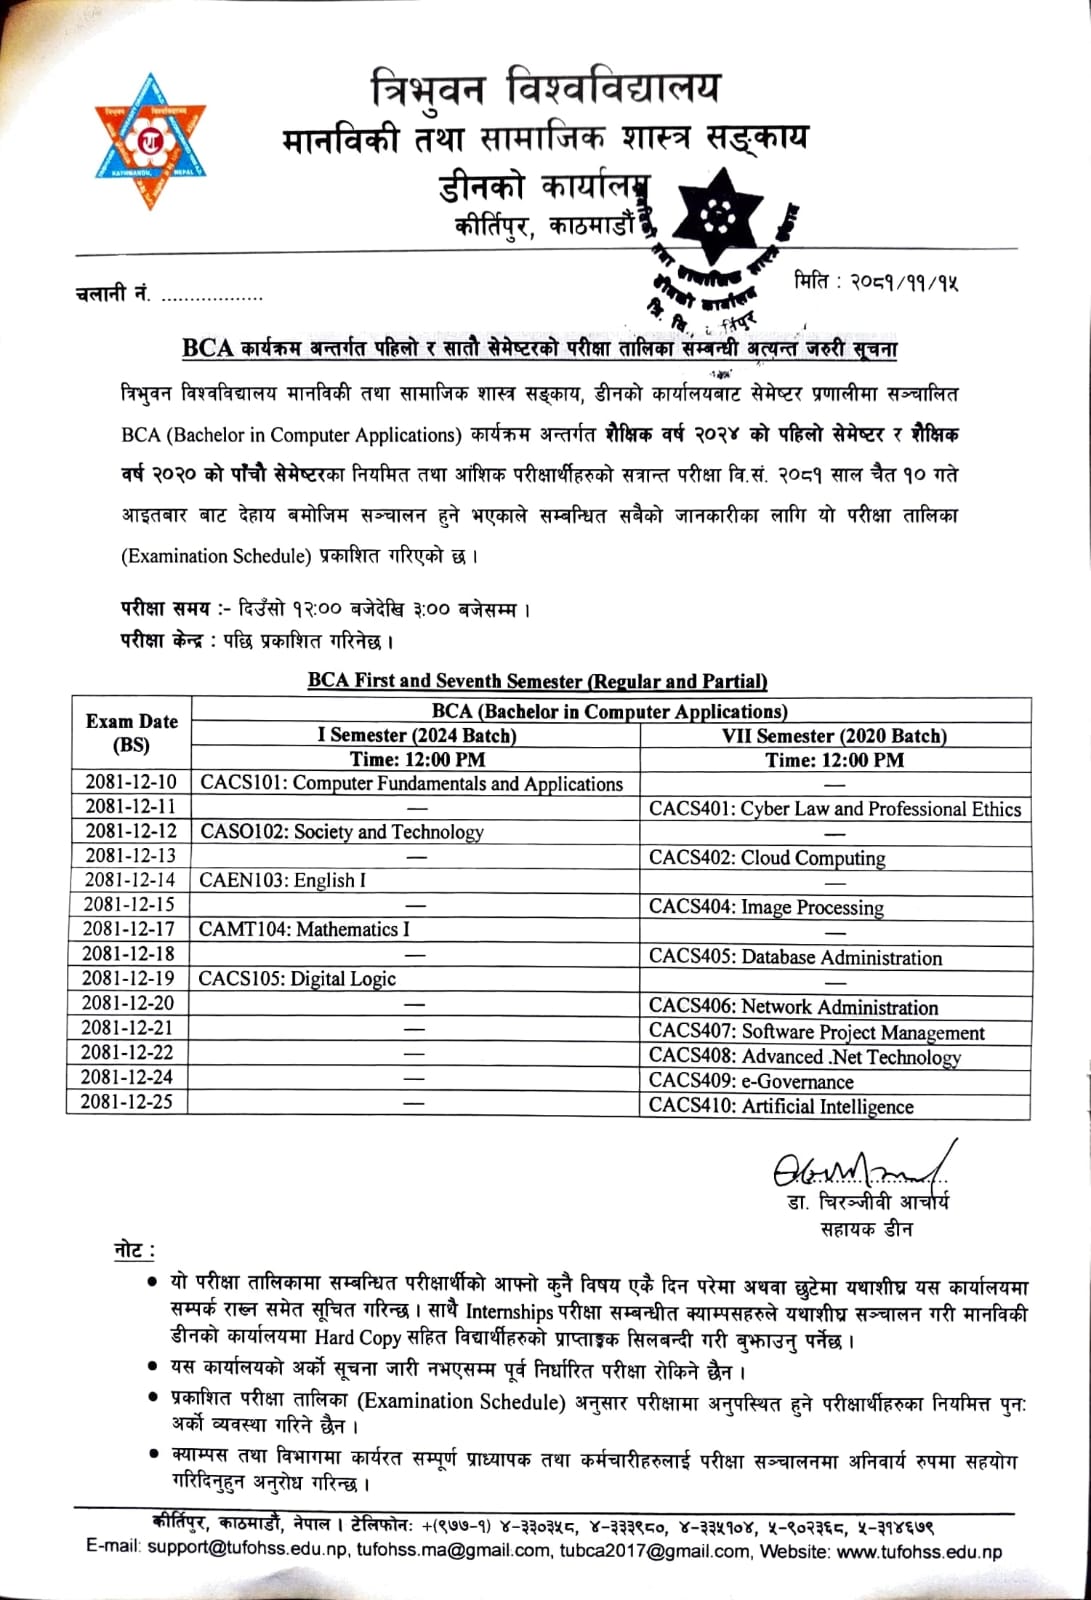 त्रिभुवन विश्वविद्यालय
मानविकी तथा सामाजिक शास्त्र सङ्काय
डीनको कार्यालय
कीर्तिपुर, काठमाडौं
चलानी नं. ..................
मिति : २०८१/११/१५
BCA कार्यक्रम अन्तर्गत पहिलो र सातौ सेमेष्टरको परीक्षा तालिका सम्बन्धी अत्यन्त जरुरी सूचना
त्रिभुवन विश्वविद्यालय मानविकी तथा सामाजिक शास्त्र सङ्काय, डीनको कार्यालयबाट सेमेष्टर प्रणालीमा सञ्चालित
BCA (Bachelor in Computer Applications) कार्यक्रम अन्तर्गत शैक्षिक वर्ष २०२४ को पहिलो सेमेष्टर र शैक्षिक
वर्ष २०२० को पाँचौ सेमेष्टरका नियमित तथा आंशिक परीक्षार्थीहरुको सत्रान्त परीक्षा वि.सं. २०८१ साल चैत १० गते
आइतबार बाट देहाय बमोजिम सञ्चालन हुने भएकाले सम्बन्धित सबैको जानकारीका लागि यो परीक्षा तालिका
(Examination Schedule) प्रकाशित गरिएको छ ।
परीक्षा समय :- दिउँसो १२:०० बजेदेखि ३:०० बजेसम्म ।
परीक्षा केन्द्र : पछि प्रकाशित गरिनेछ ।
BCA First and Seventh Semester (Regular and Partial)
Exam Date (BS) BCA (Bachelor in Computer Applications)
I Semester (2024 Batch) VII Semester (2020 Batch)
Time: 12:00 PM Time: 12:00 PM
2081-12-10 CACS101: Computer Fundamentals and Applications —
2081-12-11 — CACS401: Cyber Law and Professional Ethics
2081-12-12 CASO102: Society and Technology —
2081-12-13 — CACS402: Cloud Computing
2081-12-14 CAEN103: English I —
2081-12-15 — CACS404: Image Processing
2081-12-17 CAMT104: Mathematics I —
2081-12-18 — CACS405: Database Administration
2081-12-19 CACS105: Digital Logic —
2081-12-20 — CACS406: Network Administration
2081-12-21 — CACS407: Software Project Management
2081-12-22 — CACS408: Advanced .Net Technology
2081-12-24 — CACS409: e-Governance
2081-12-25 — CACS410: Artificial Intelligence
डा. चिरञ्जीवी आचार्य
सहायक डीन
नोट :
• यो परीक्षा तालिकामा सम्बन्धित परीक्षार्थीको आफ्नो कुनै विषय एकै दिन परेमा अथवा छुटेमा यथाशीघ्र यस कार्यालयमा
सम्पर्क राख्न समेत सूचित गरिन्छ । साथै Internships परीक्षा सम्बन्धीत क्याम्पसहरुले यथाशीघ्र सञ्चालन गरी मानविकी
डीनको कार्यालयमा Hard Copy सहित विद्यार्थीहरुको प्राप्ताङ्क सिलबन्दी गरी बुझाउनु पर्नेछ ।
• यस कार्यालयको अर्को सूचना जारी नभएसम्म पूर्व निर्धारित परीक्षा रोकिने छैन ।
• प्रकाशित परीक्षा तालिका (Examination Schedule) अनुसार परीक्षामा अनुपस्थित हुने परीक्षार्थीहरुका नियमित्त पुनः
अर्को व्यवस्था गरिने छैन ।
• क्याम्पस तथा विभागमा कार्यरत सम्पूर्ण प्राध्यापक तथा कर्मचारीहरुलाई परीक्षा सञ्चालनमा अनिवार्य रुपमा सहयोग
गरिदिनुहुन अनुरोध गरिन्छ ।
कीर्तिपुर, काठमाडौं, नेपाल । टेलिफोनः +(९७७-१) ४-३३०३५८, ४-३३३९८०, ४-३३५१०४, ५-९०२३६८, ५-३१४६७९
E-mail: support@tufohss.edu.np, tufohss.ma@gmail.com, tubca2017@gmail.com, Website: www.tufohss.edu.np